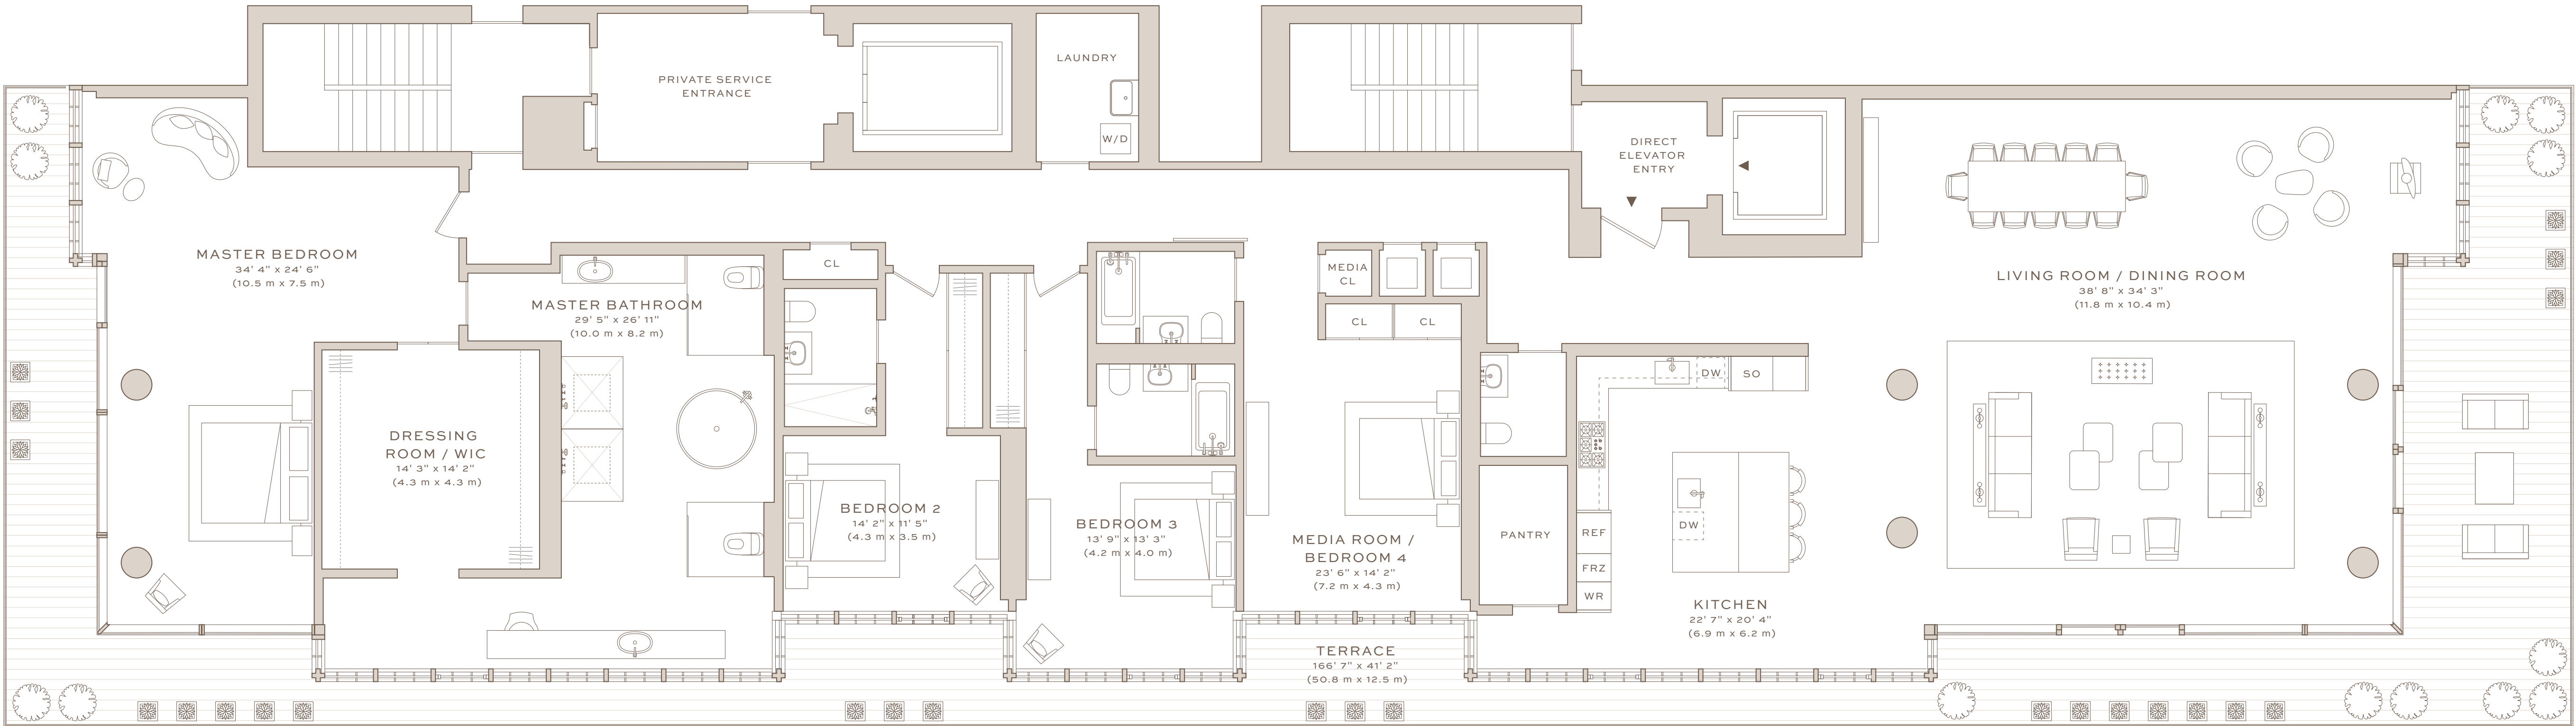 PRIVATE SERVICE
ENTRANCE
LAUNDRY
W/D
DIRECT
ELEVATOR
ENTRY
MASTER BEDROOM
34' 4" x 24' 6"
(10.5 m x 7.5 m)
MASTER BATHROOM
29' 5" x 26' 11"
(10.0 m x 8.2 m)
CL
MEDIA
CL
CL
CL
LIVING ROOM / DINING ROOM
38' 8" x 34' 3"
(11.8 m x 10.4 m)
DW
SO
DRESSING
ROOM / WIC
14' 3" x 14' 2"
(4.3 m x 4.3 m)
BEDROOM 2
14' 2" x 11' 5"
(4.3 m x 3.5 m)
BEDROOM 3
13' 9" x 13' 3"
(4.2 m x 4.0 m)
MEDIA ROOM /
BEDROOM 4
23' 6" x 14' 2"
(7.2 m x 4.3 m)
PANTRY
REF
FRZ
WR
DW
KITCHEN
22' 7" x 20' 4"
(6.9 m x 6.2 m)
TERRACE
166' 7" x 41' 2"
(50.8 m x 12.5 m)